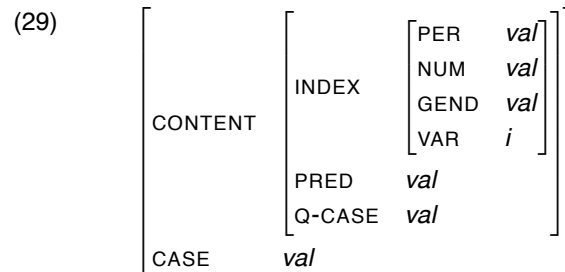 (29)
PER val
NUM val
INDEX
GEND val
CONTENT
VAR i
PRED val
Q-CASE val
CASE val